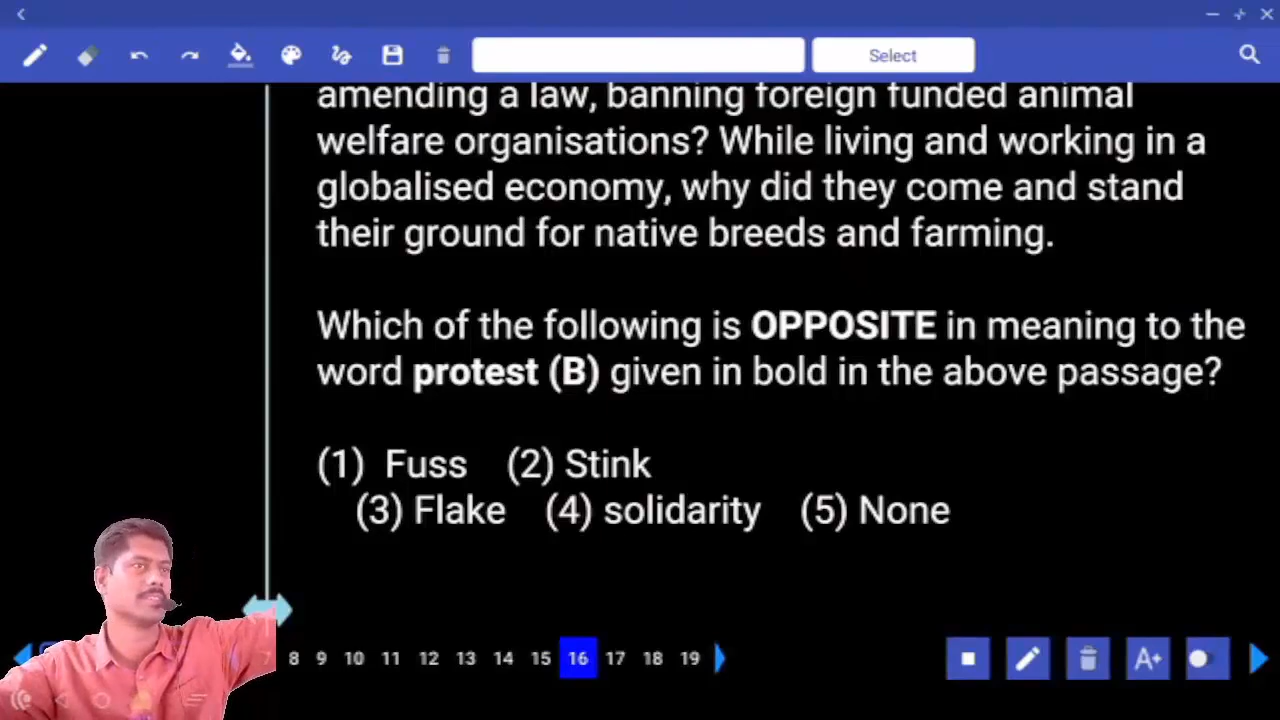 Select
amending a law, banning foreign funded animal
welfare organisations? While living and working in a
globalised economy, why did they come and stand
their ground for native breeds and farming.
Which of the following is OPPOSITE in meaning to the
word protest (B) given in bold in the above passage?
(1) Fuss (2) Stink
(3) Flake (4) solidarity (5) None
7 8 9 10 11 12 13 14 15 16 17 18 19
A+